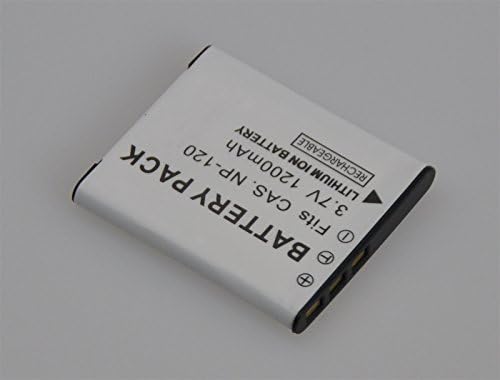 BATTERY PACK
Fits CAS. NP-120
3.7V 1200mAh
LITHIUM ION BATTERY
RECHARGEABLE
+ T -